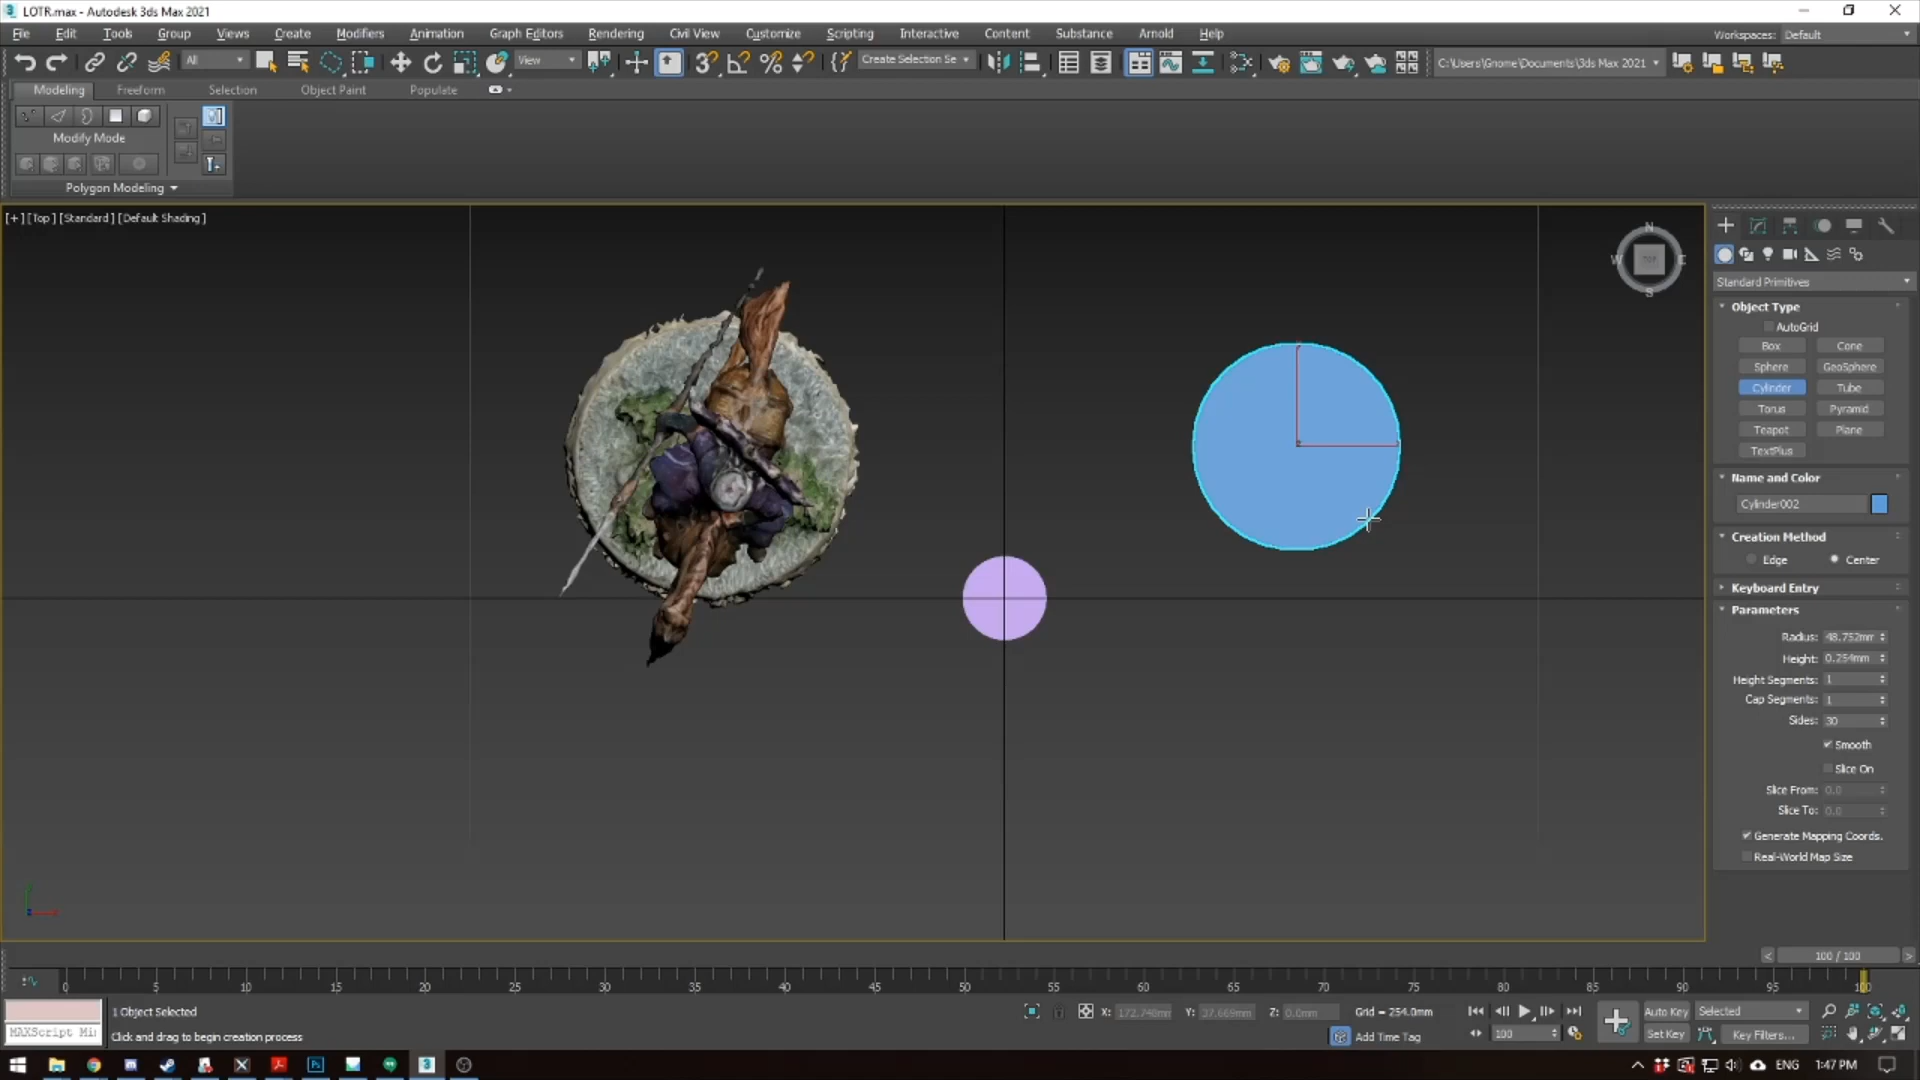 LOTR.max - Autodesk 3ds Max 2021
File Edit Tools Group Views Create Modifiers Animation Graph Editors Rendering Civil View Customize Scripting Interactive Content Substance Arnold Help
Workspaces: Default
All View Create Selection Se C:\Users\Gnome\Documents\3ds Max 2021
Modeling Freeform Selection Object Paint Populate
Modify Mode
Polygon Modeling
[+] [Top] [Standard] [Default Shading]
N
W TOP E
S
Standard Primitives
Object Type
AutoGrid
Box Cone
Sphere GeoSphere
Cylinder Tube
Torus Pyramid
Teapot Plane
TextPlus
Name and Color
Cylinder002
Creation Method
Edge Center
Keyboard Entry
Parameters
Radius: 48.752mm
Height: 0.254mm
Height Segments: 1
Cap Segments: 1
Sides: 30
Smooth
Slice On
Slice From: 0.0
Slice To: 0.0
Generate Mapping Coords.
Real-World Map Size
100 / 100
0 5 10 15 20 25 30 35 40 45 50 55 60 65 70 75 80 85 90 95 100
1 Object Selected
X: 172.740mm Y: 37.669mm Z: 0.0mm Grid = 254.0mm
Auto Key Selected
MAXScript Mi
Click and drag to begin creation process
Add Time Tag
100
Set Key Key Filters...
ENG 1:47 PM